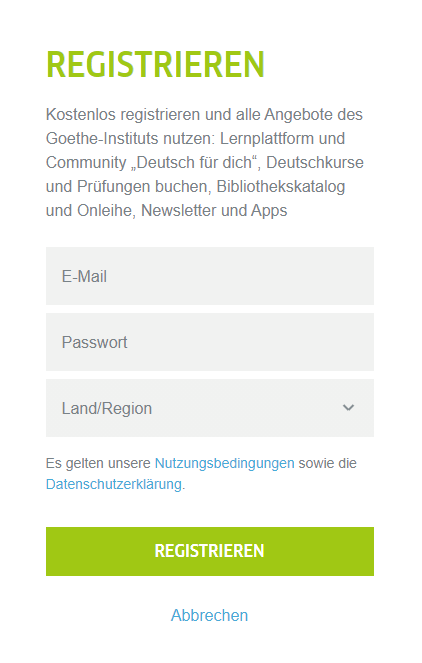 REGISTRIEREN
Kostenlos registrieren und alle Angebote des
Goethe-Instituts nutzen: Lernplattform und
Community „Deutsch für dich“, Deutschkurse
und Prüfungen buchen, Bibliothekskatalog
und Onleihe, Newsletter und Apps
E-Mail
Passwort
Land/Region
Es gelten unsere Nutzungsbedingungen sowie die
Datenschutzerklärung.
REGISTRIEREN
Abbrechen